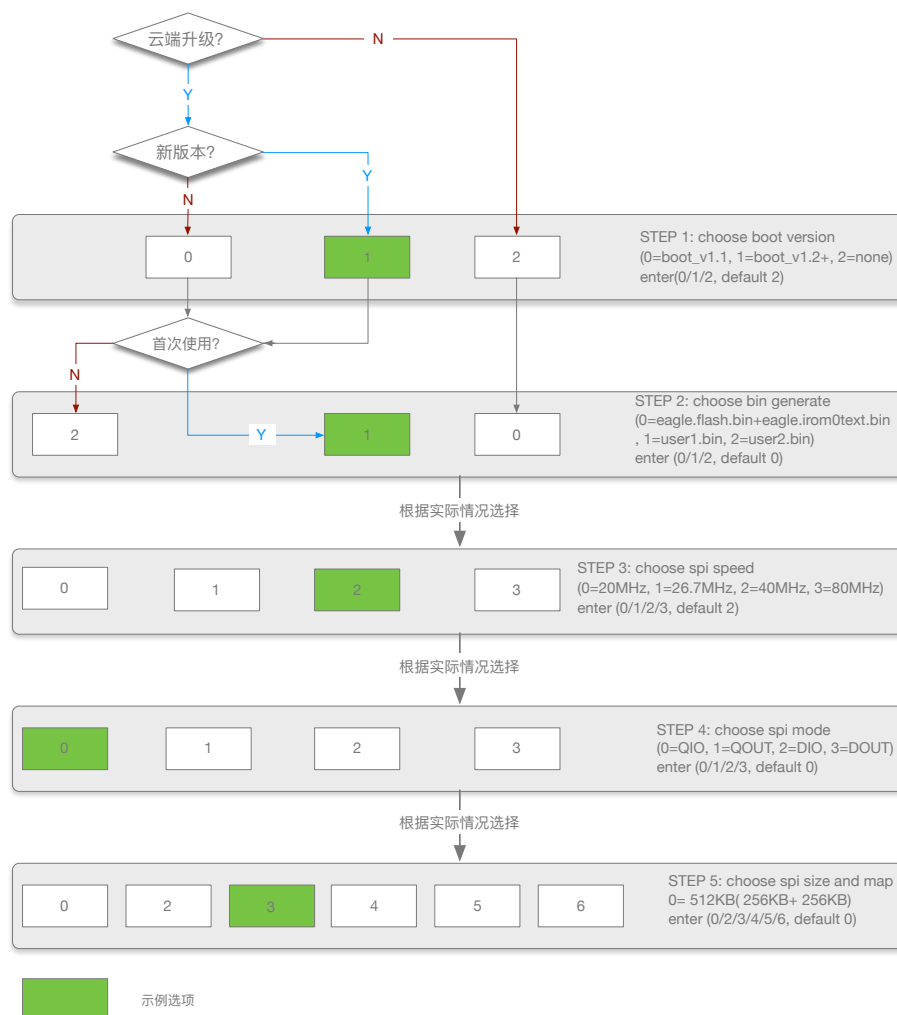 云端升级?
N
Y
新版本?
Y
N
0
1
2
STEP 1: choose boot version
(0=boot_v1.1, 1=boot_v1.2+, 2=none)
enter(0/1/2, default 2)
首次使用?
N
Y
2
1
0
STEP 2: choose bin generate
(0=eagle.flash.bin+eagle.irom0text.bin
, 1=user1.bin, 2=user2.bin)
enter (0/1/2, default 0)
根据实际情况选择
0
1
2
3
STEP 3: choose spi speed
(0=20MHz, 1=26.7MHz, 2=40MHz, 3=80MHz)
enter (0/1/2/3, default 2)
根据实际情况选择
0
1
2
3
STEP 4: choose spi mode
(0=QIO, 1=QOUT, 2=DIO, 3=DOUT)
enter (0/1/2/3, default 0)
根据实际情况选择
0
2
3
4
5
6
STEP 5: choose spi size and map
0= 512KB( 256KB+ 256KB)
enter (0/2/3/4/5/6, default 0)
示例选项